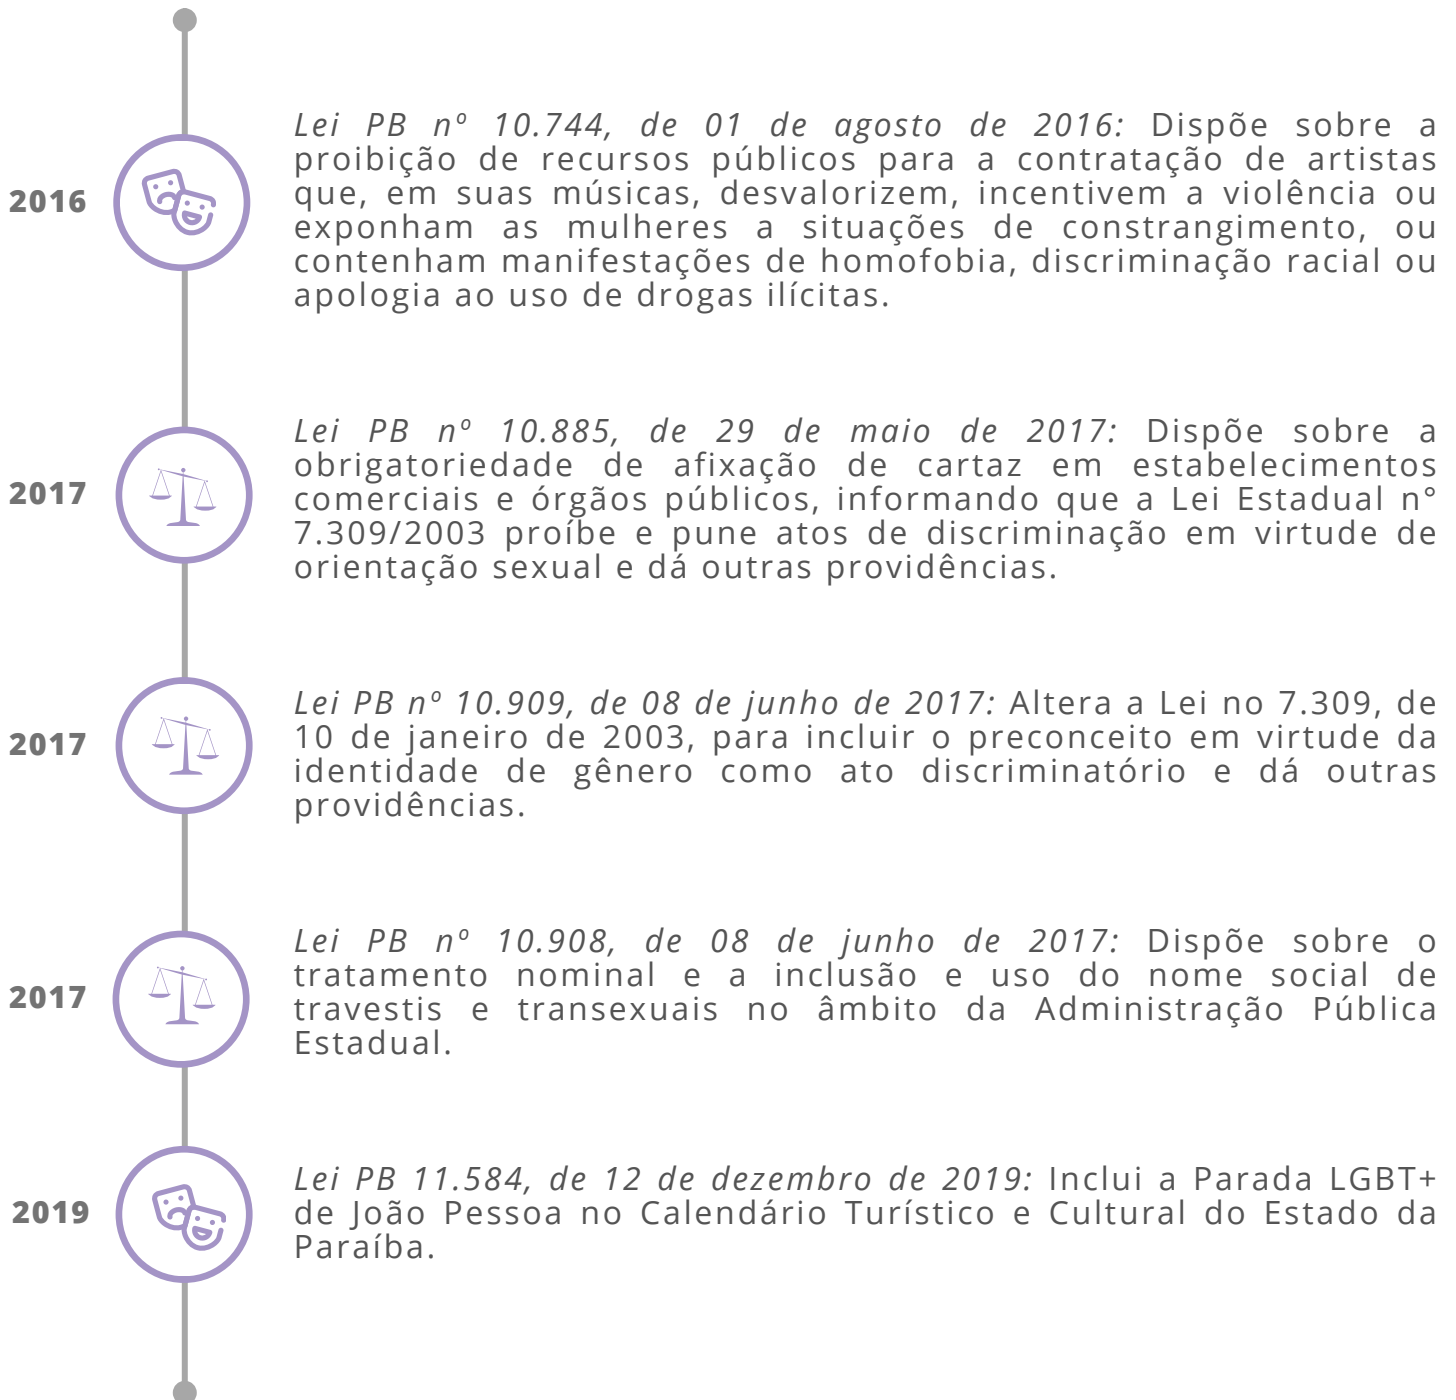 2016
Lei PB nº 10.744, de 01 de agosto de 2016: Dispõe sobre a
proibição de recursos públicos para a contratação de artistas
que, em suas músicas, desvalorizem, incentivem a violência ou
exponham as mulheres a situações de constrangimento, ou
contenham manifestações de homofobia, discriminação racial ou
apologia ao uso de drogas ilícitas.
2017
Lei PB nº 10.885, de 29 de maio de 2017: Dispõe sobre a
obrigatoriedade de afixação de cartaz em estabelecimentos
comerciais e órgãos públicos, informando que a Lei Estadual n°
7.309/2003 proíbe e pune atos de discriminação em virtude de
orientação sexual e dá outras providências.
2017
Lei PB nº 10.909, de 08 de junho de 2017: Altera a Lei no 7.309, de
10 de janeiro de 2003, para incluir o preconceito em virtude da
identidade de gênero como ato discriminatório e dá outras
providências.
2017
Lei PB nº 10.908, de 08 de junho de 2017: Dispõe sobre o
tratamento nominal e a inclusão e uso do nome social de
travestis e transexuais no âmbito da Administração Pública
Estadual.
2019
Lei PB 11.584, de 12 de dezembro de 2019: Inclui a Parada LGBT+
de João Pessoa no Calendário Turístico e Cultural do Estado da
Paraíba.